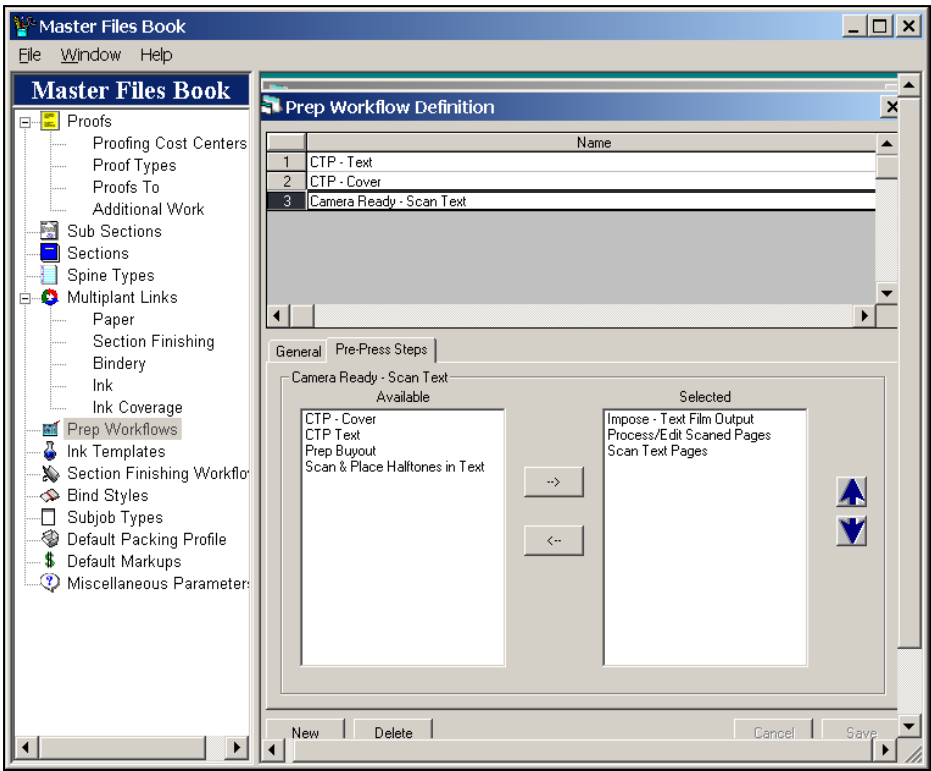 Master Files Book
File Window Help
Master Files Book
Proofs
Proofing Cost Centers
Proof Types
Proofs To
Additional Work
Sub Sections
Sections
Spine Types
Multiplant Links
Paper
Section Finishing
Bindery
Ink
Ink Coverage
Prep Workflows
Ink Templates
Section Finishing Workflo
Bind Styles
Subjob Types
Default Packing Profile
Default Markups
Miscellaneous Parameter
Prep Workflow Definition
Name
1 CTP - Text
2 CTP - Cover
3 Camera Ready - Scan Text
General Pre-Press Steps
Camera Ready - Scan Text
Available
CTP - Cover
CTP Text
Prep Buyout
Scan & Place Halftones in Text
-->
<--
Selected
Impose - Text Film Output
Process/Edit Scaned Pages
Scan Text Pages
New Delete Cancel Save